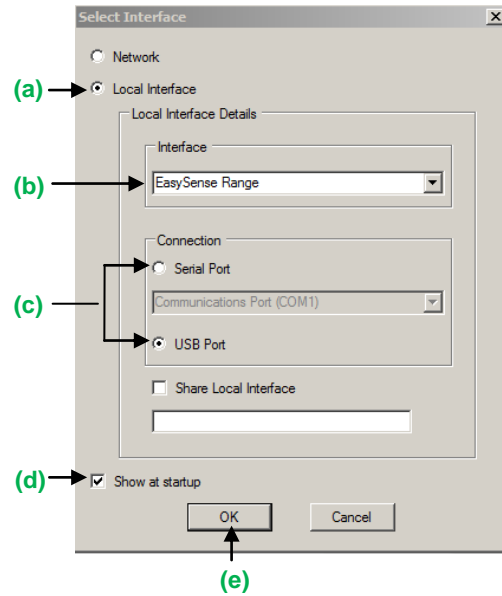 Select Interface
Network
(a)
Local Interface
Local Interface Details
Interface
(b)
EasySense Range
Connection
Serial Port
(c)
Communications Port (COM1)
USB Port
Share Local Interface
(d)
Show at startup
OK
Cancel
(e)